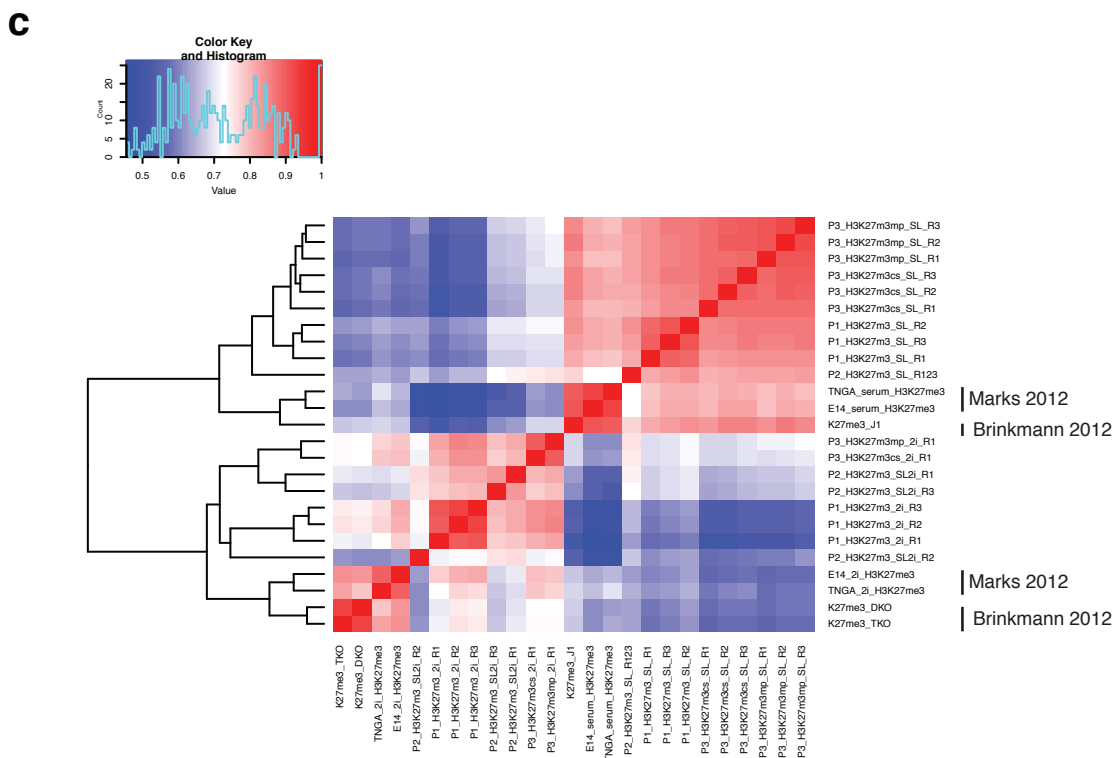 c
Color Key
and Histogram
Count
0
5
10
20
0.5
0.6
0.7
0.8
0.9
1
Value
P3_H3K27m3mp_SL_R3
P3_H3K27m3mp_SL_R2
P3_H3K27m3mp_SL_R1
P3_H3K27m3cs_SL_R3
P3_H3K27m3cs_SL_R2
P3_H3K27m3cs_SL_R1
P1_H3K27m3_SL_R2
P1_H3K27m3_SL_R3
P1_H3K27m3_SL_R1
P2_H3K27m3_SL_R123
TNGA_serum_H3K27me3
E14_serum_H3K27me3
K27me3_J1
P3_H3K27m3mp_2i_R1
P3_H3K27m3cs_2i_R1
P2_H3K27m3_SL2i_R1
P2_H3K27m3_SL2i_R3
P1_H3K27m3_2i_R3
P1_H3K27m3_2i_R2
P1_H3K27m3_2i_R1
P2_H3K27m3_SL2i_R2
E14_2i_H3K27me3
TNGA_2i_H3K27me3
K27me3_DKO
K27me3_TKO
Marks 2012
Brinkmann 2012
Marks 2012
Brinkmann 2012
K27me3_TKO
K27me3_DKO
TNGA_2i_H3K27me3
E14_2i_H3K27me3
P2_H3K27m3_SL2i_R2
P1_H3K27m3_2i_R1
P1_H3K27m3_2i_R2
P1_H3K27m3_2i_R3
P2_H3K27m3_SL2i_R3
P2_H3K27m3_SL2i_R1
P3_H3K27m3cs_2i_R1
P3_H3K27m3mp_2i_R1
K27me3_J1
E14_serum_H3K27me3
TNGA_serum_H3K27me3
P2_H3K27m3_SL_R123
P1_H3K27m3_SL_R1
P1_H3K27m3_SL_R3
P1_H3K27m3_SL_R2
P3_H3K27m3cs_SL_R1
P3_H3K27m3cs_SL_R2
P3_H3K27m3cs_SL_R3
P3_H3K27m3mp_SL_R1
P3_H3K27m3mp_SL_R2
P3_H3K27m3mp_SL_R3